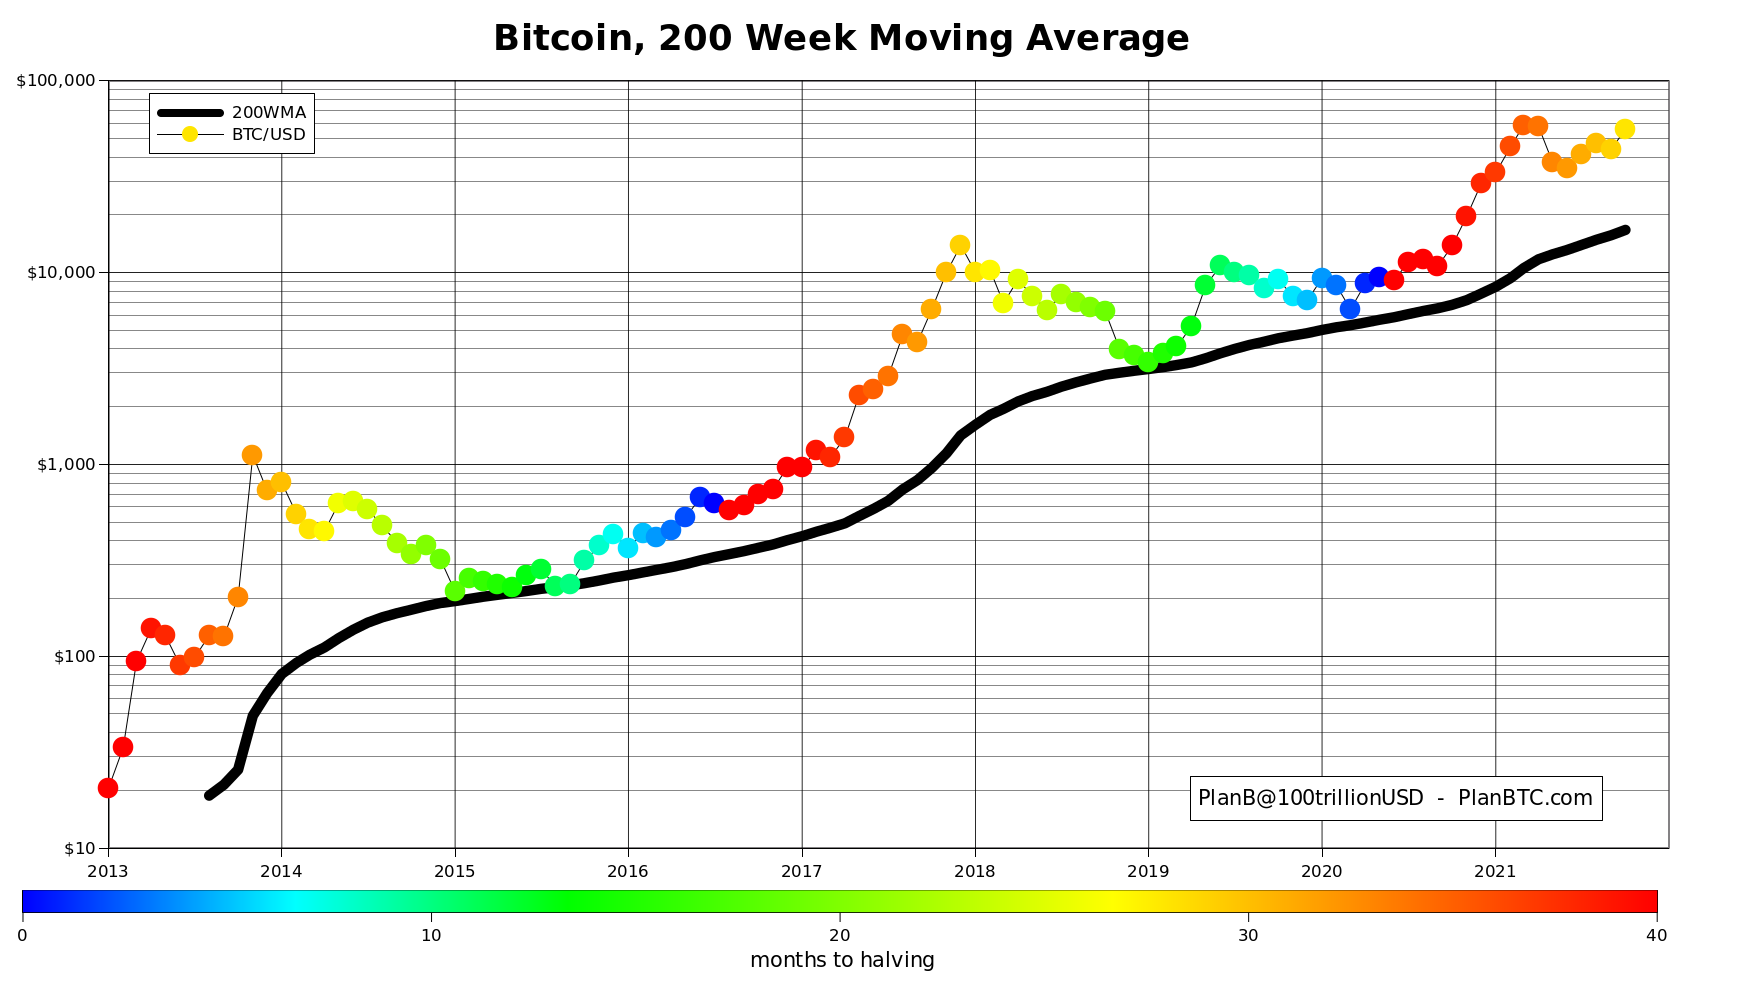 Bitcoin, 200 Week Moving Average
$100,000
200WMA
BTC/USD
$10,000
$1,000
$100
PlanB@100trillionUSD - PlanBTC.com
$10
2013 2014 2015 2016 2017 2018 2019 2020 2021
0 10 20 30 40
months to halving